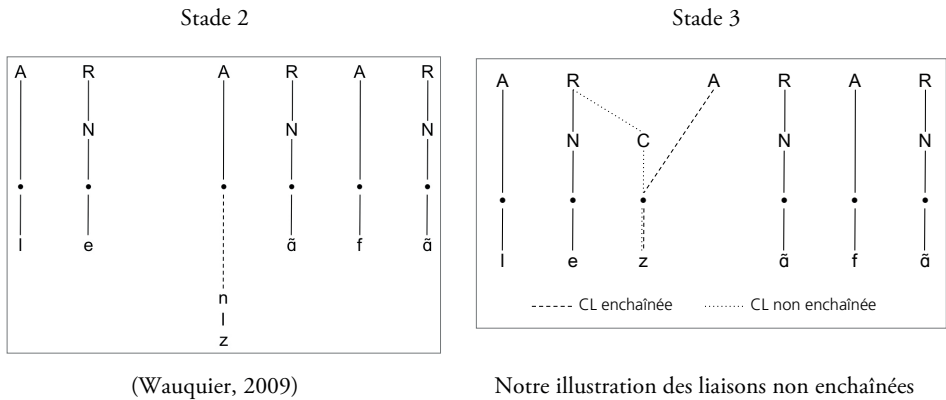 Stade 2
Stade 3
A R A R A R
N N N
l e ã f ã
n
l
z
A R A R A R
N C N N
l e z ã f ã
CL enchaînée CL non enchaînée
(Wauquier, 2009)
Notre illustration des liaisons non enchaînées